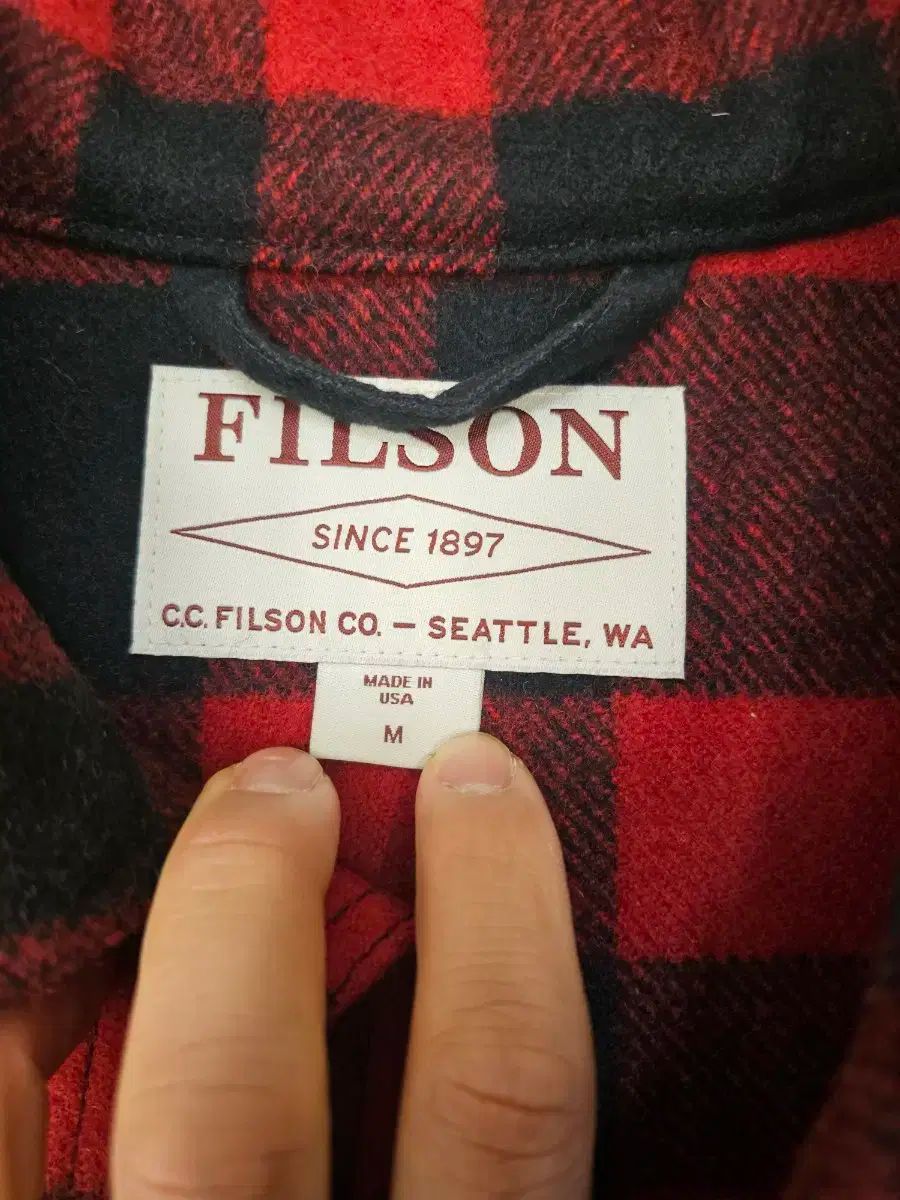 FILSON
SINCE 1897
C.C. FILSON CO. — SEATTLE, WA
MADE IN
USA
M